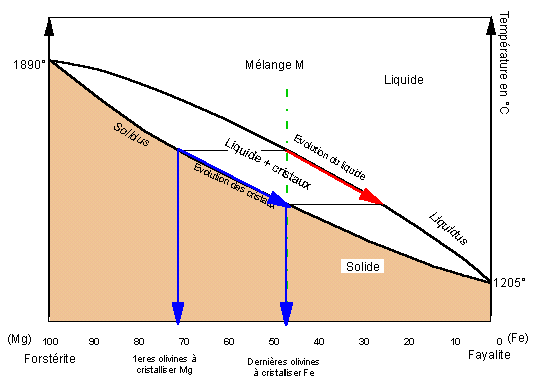 Température en °C
1890°
Mélange M
Liquide
Solidus
Evolution du liquide
Liquide + cristaux
Evolution des cristaux
Liquidus
Solide
1205°
(Mg) 100 90 80 70 60 50 40 30 20 10 0 (Fe)
Forstérite
Fayalite
1eres olivines à
cristalliser Mg
Dernières olivines
à cristalliser Fe